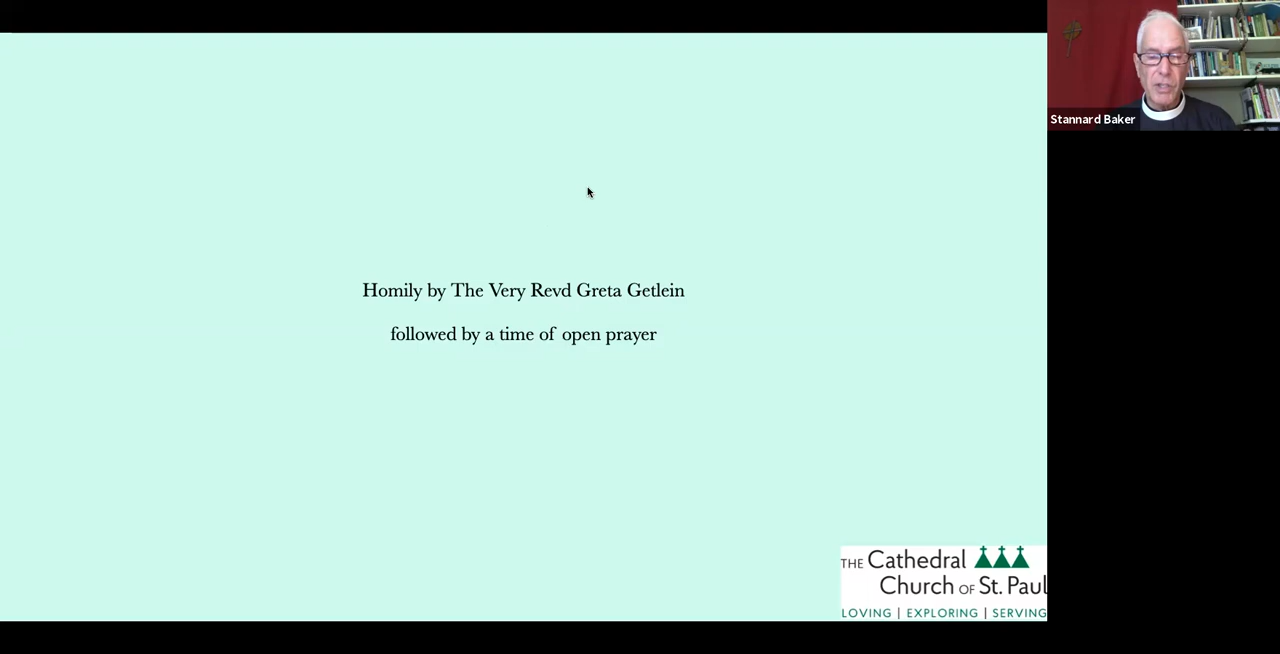 Homily by The Very Revd Greta Getlein
followed by a time of open prayer
Stannard Baker
THE Cathedral
Church OF St. Paul
LOVING | EXPLORING | SERVING